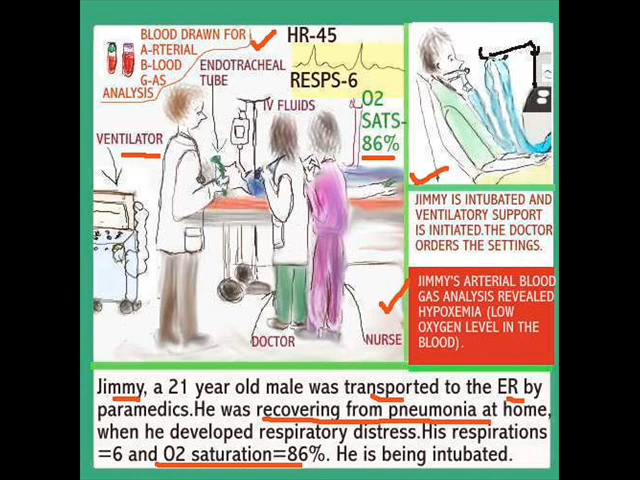 BLOOD DRAWN FOR
A-RTERIAL
B-LOOD
G-AS
ANALYSIS
HR-45
RESPS-6
ENDOTRACHEAL
TUBE
IV FLUIDS
O2
SATS-
86%
VENTILATOR
DOCTOR
NURSE
JIMMY IS INTUBATED AND
VENTILATORY SUPPORT
IS INITIATED.THE DOCTOR
ORDERS THE SETTINGS.
JIMMY'S ARTERIAL BLOOD
GAS ANALYSIS REVEALED
HYPOXEMIA (LOW
OXYGEN LEVEL IN THE
BLOOD).
Jimmy, a 21 year old male was transported to the ER by
paramedics.He was recovering from pneumonia at home,
when he developed respiratory distress.His respirations
=6 and O2 saturation=86%. He is being intubated.